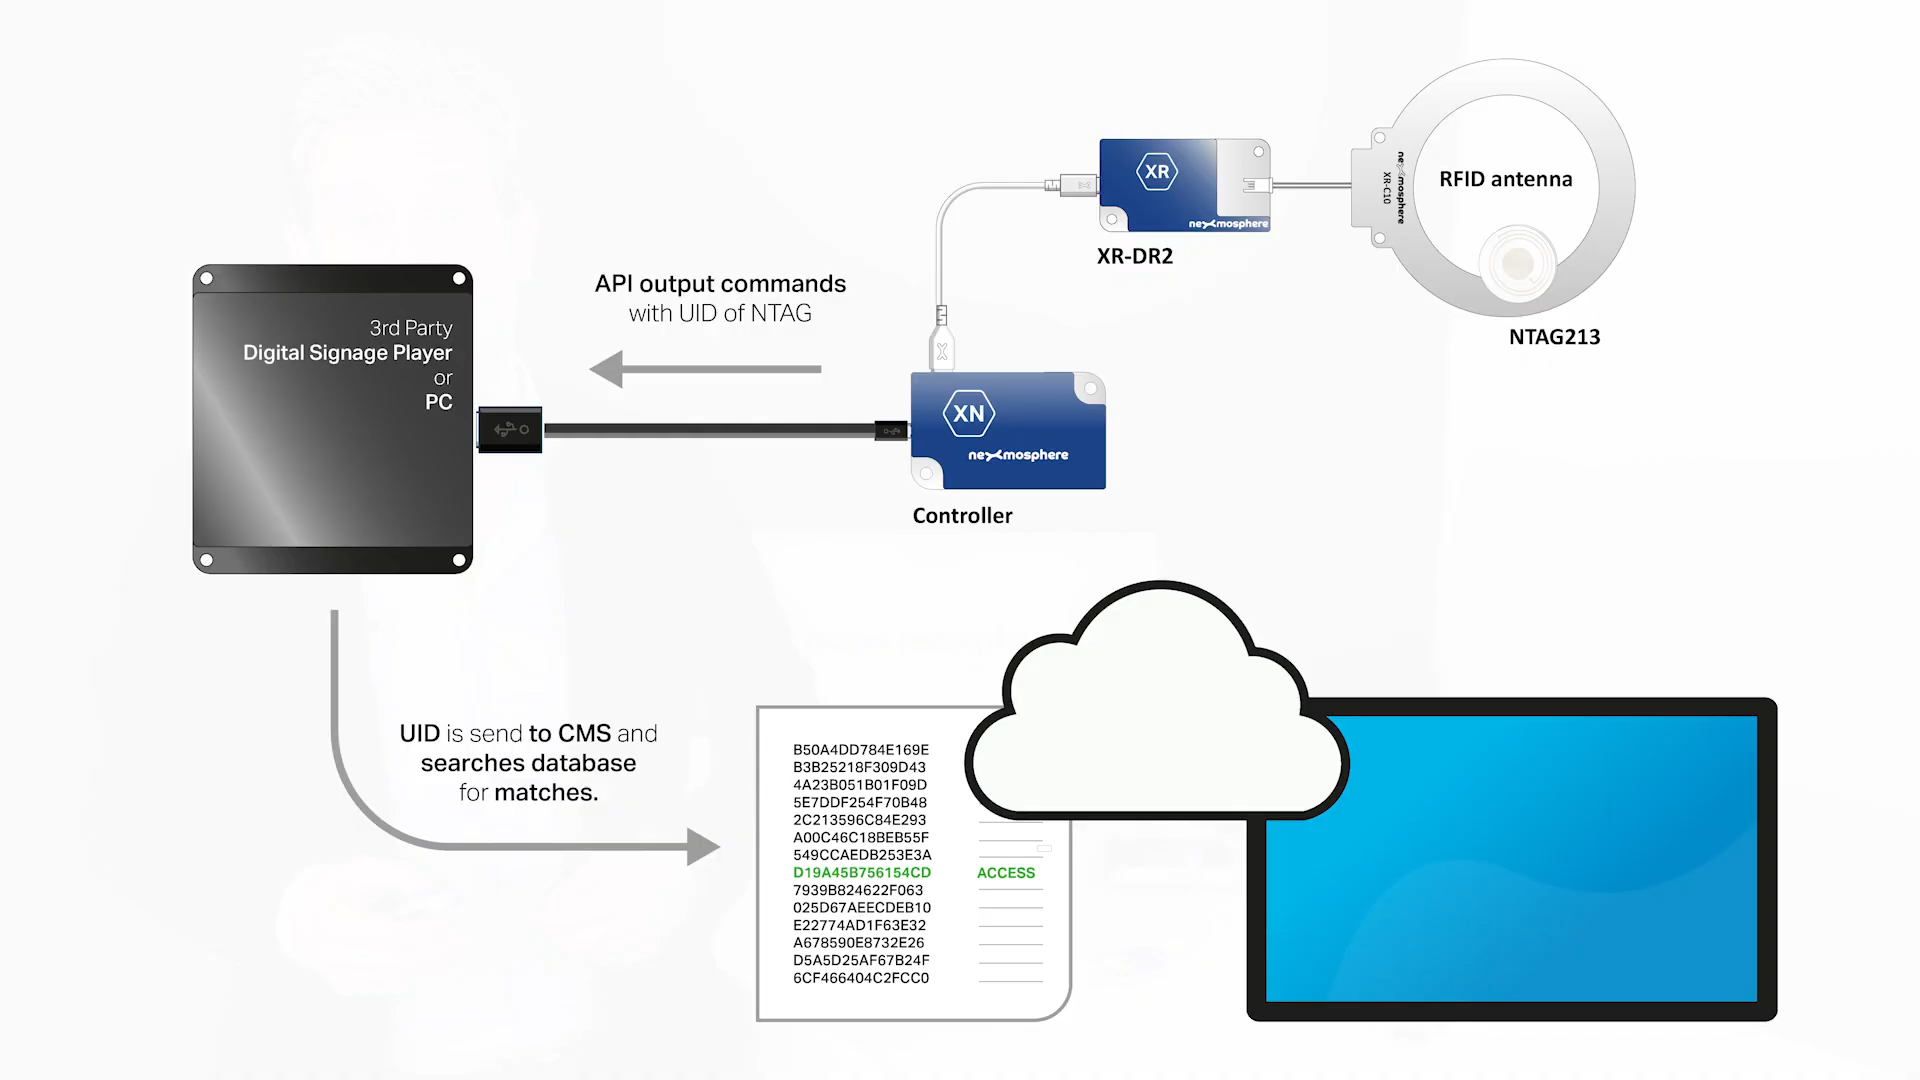 XR
nexmosphere
XR-DR2
nexmosphere
XR-C10
RFID antenna
NTAG213
API output commands
with UID of NTAG
3rd Party
Digital Signage Player
or
PC
XN
nexmosphere
Controller
UID is send to CMS and
searches database
for matches.
B50A4DD784E169E
B3B25218F309D43
4A23B051B01F09D
5E7DDF254F70B48
2C213596C84E293
A00C46C18BEB55F
549CCAEDB253E3A
D19A45B756154CD ACCESS
7939B824622F063
025D67AEECDEB10
E22774AD1F63E32
A678590E8732E26
D5A5D25AF67B24F
6CF466404C2FCC0